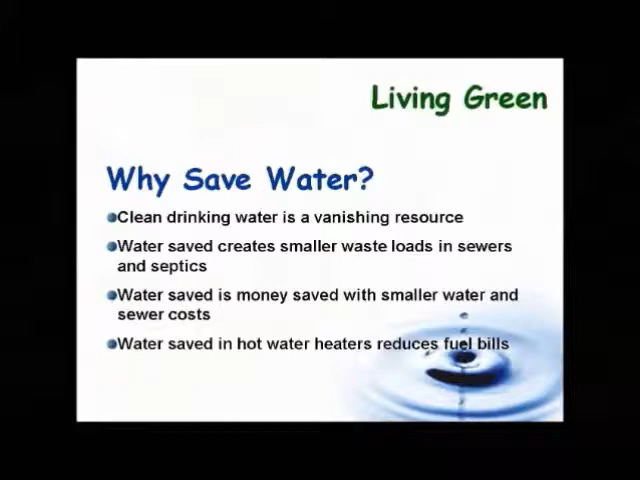 Living Green
Why Save Water?
Clean drinking water is a vanishing resource
Water saved creates smaller waste loads in sewers
and septics
Water saved is money saved with smaller water and
sewer costs
Water saved in hot water heaters reduces fuel bills